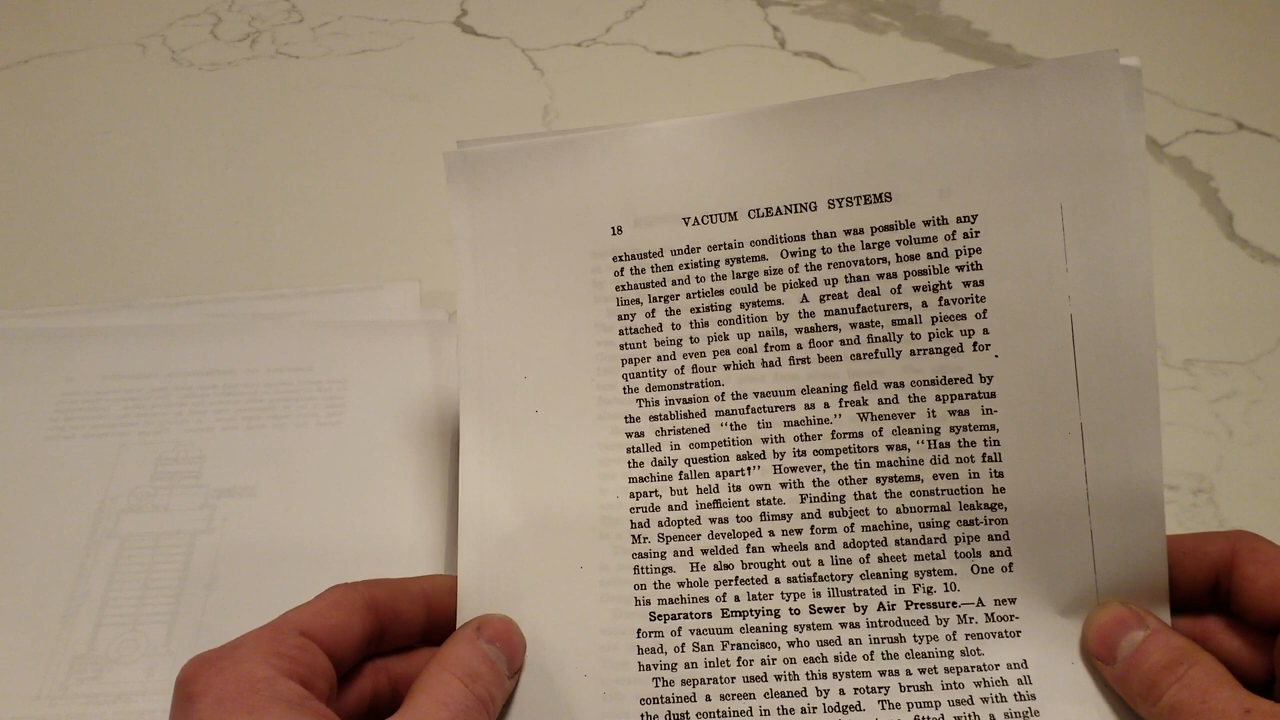 18
VACUUM CLEANING SYSTEMS
exhausted under certain conditions than was possible with any
of the then existing systems. Owing to the large volume of air
exhausted and to the large size of the renovators, hose and pipe
lines, larger articles could be picked up than was possible with
any of the existing systems. A great deal of weight was
attached to this condition by the manufacturers, a favorite
stunt being to pick up nails, washers, waste, small pieces of
paper and even pea coal from a floor and finally to pick up a
quantity of flour which had first been carefully arranged for
the demonstration.
This invasion of the vacuum cleaning field was considered by
the established manufacturers as a freak and the apparatus
was christened "the tin machine." Whenever it was in-
stalled in competition with other forms of cleaning systems,
the daily question asked by its competitors was, "Has the tin
machine fallen apart?" However, the tin machine did not fall
apart, but held its own with the other systems, even in its
crude and inefficient state. Finding that the construction he
had adopted was too flimsy and subject to abnormal leakage,
Mr. Spencer developed a new form of machine, using cast-iron
casing and welded fan wheels and adopted standard pipe and
fittings. He also brought out a line of sheet metal tools and
on the whole perfected a satisfactory cleaning system. One of
his machines of a later type is illustrated in Fig. 10.
Separators Emptying to Sewer by Air Pressure.—A new
form of vacuum cleaning system was introduced by Mr. Moor-
head, of San Francisco, who used an inrush type of renovator
having an inlet for air on each side of the cleaning slot.
The separator used with this system was a wet separator and
contained a screen cleaned by a rotary brush into which all
the dust contained in the air lodged. The pump used with this
fitted with a single